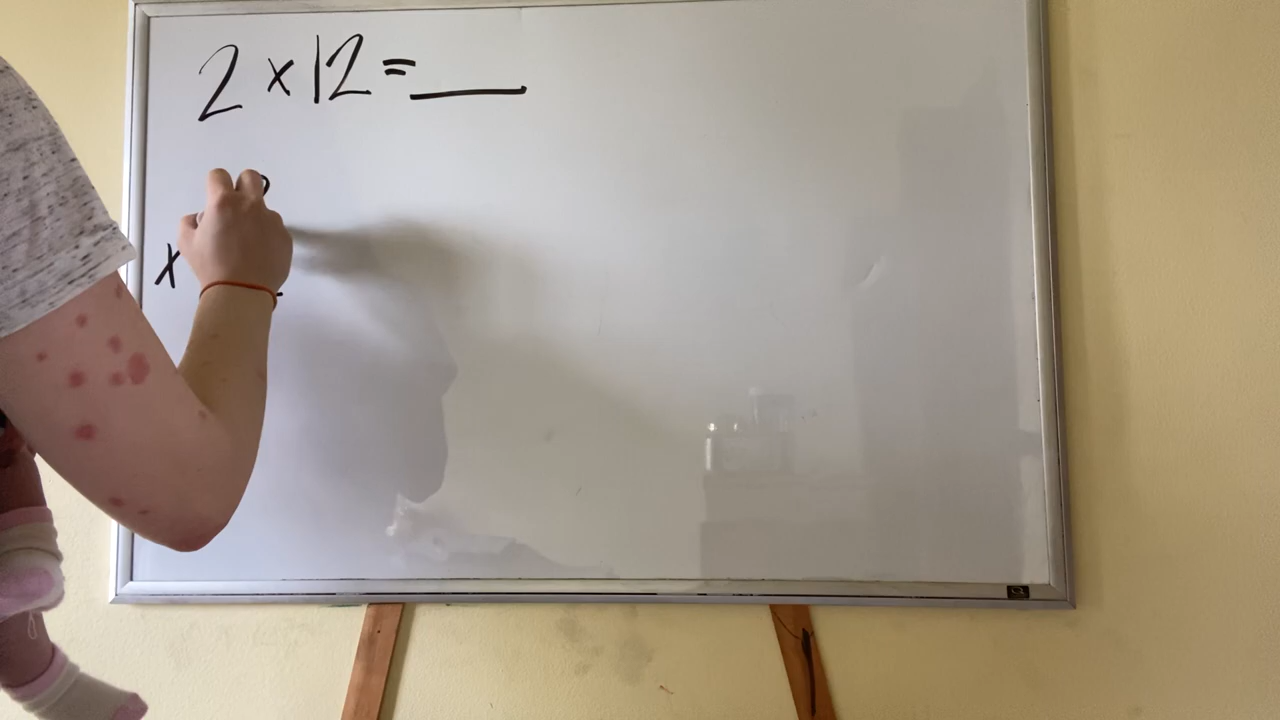 2 x 12 = ___
x